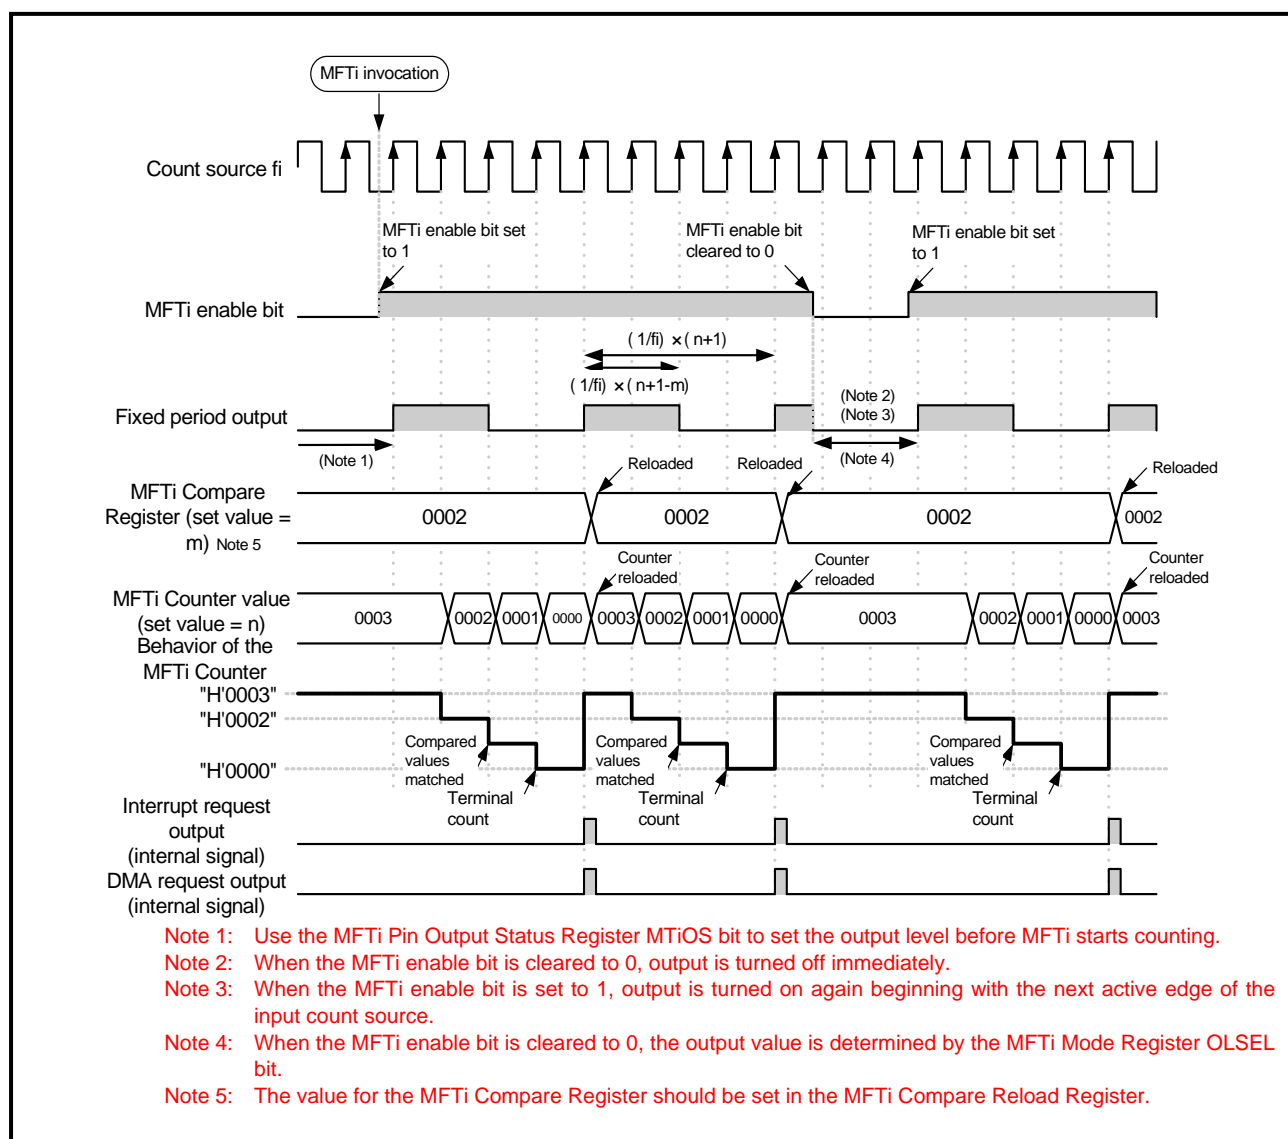 MFTi invocation
Count source fi
MFTi enable bit set
to 1
MFTi enable bit
cleared to 0
MFTi enable bit set
to 1
MFTi enable bit
( 1/fi) × ( n+1)
( 1/fi) × ( n+1-m)
Fixed period output
(Note 1)
(Note 2)
(Note 3)
(Note 4)
Reloaded
Reloaded
Reloaded
MFTi Compare
Register (set value =
m) Note 5
0002
0002
0002
0002
Counter
reloaded
Counter
reloaded
Counter
reloaded
MFTi Counter value
(set value = n)
0003
0002
0001
0000
0003
0002
0001
0000
0003
0002
0001
0000
0003
Behavior of the
MFTi Counter
"H'0003"
"H'0002"
"H'0000"
Compared
values
matched
Terminal
count
Compared
values
matched
Terminal
count
Compared
values
matched
Terminal
count
Interrupt request
output
(internal signal)
DMA request output
(internal signal)
Note 1: Use the MFTi Pin Output Status Register MTiOS bit to set the output level before MFTi starts counting.
Note 2: When the MFTi enable bit is cleared to 0, output is turned off immediately.
Note 3: When the MFTi enable bit is set to 1, output is turned on again beginning with the next active edge of the
input count source.
Note 4: When the MFTi enable bit is cleared to 0, the output value is determined by the MFTi Mode Register OLSEL
bit.
Note 5: The value for the MFTi Compare Register should be set in the MFTi Compare Reload Register.